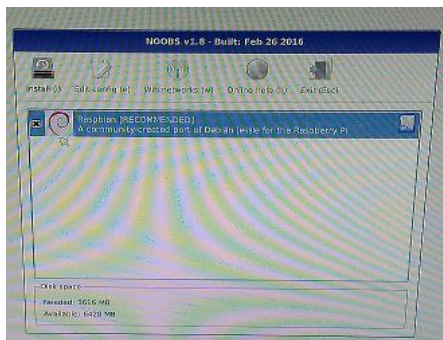 NOOBS v1.8 - Built: Feb 26 2016
Install (i) Edit config (e) Wifi networks (w) Online help (h) Exit (Esc)
Raspbian [RECOMMENDED]
A community-created port of Debian jessie for the Raspberry Pi
Disk space
Needed: 3616 MB
Available: 6428 MB